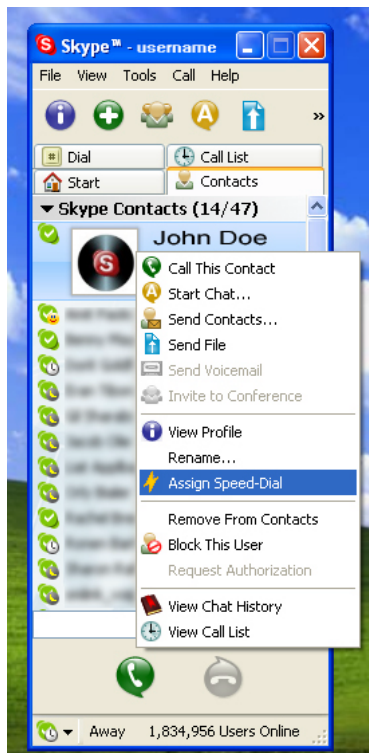 Skype™ - username
File View Tools Call Help
»
Dial
Call List
Start
Contacts
Skype Contacts (14/47)
John Doe
Call This Contact
Start Chat...
Send Contacts...
Send File
Send Voicemail
Invite to Conference
View Profile
Rename...
Assign Speed-Dial
Remove From Contacts
Block This User
Request Authorization
View Chat History
View Call List
Away 1,834,956 Users Online